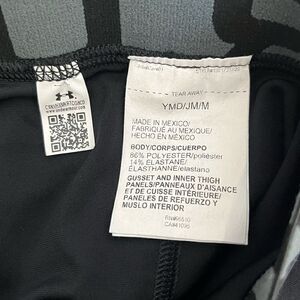 TEAR AWAY
YMD/JM/M
MADE IN MEXICO/
FABRIQUÉ AU MEXIQUE/
HECHO EN MÉXICO
BODY/CORPS/CUERPO
86% POLYESTER/poliéster
14% ELASTANE/
ÉLASTHANNE/elastano
GUSSET AND INNER THIGH
PANELS/PANNEAUX D'AISANCE
ET DE CUISSE INTÉRIEURE/
PANELES DE REFUERZO Y
MUSLO INTERIOR